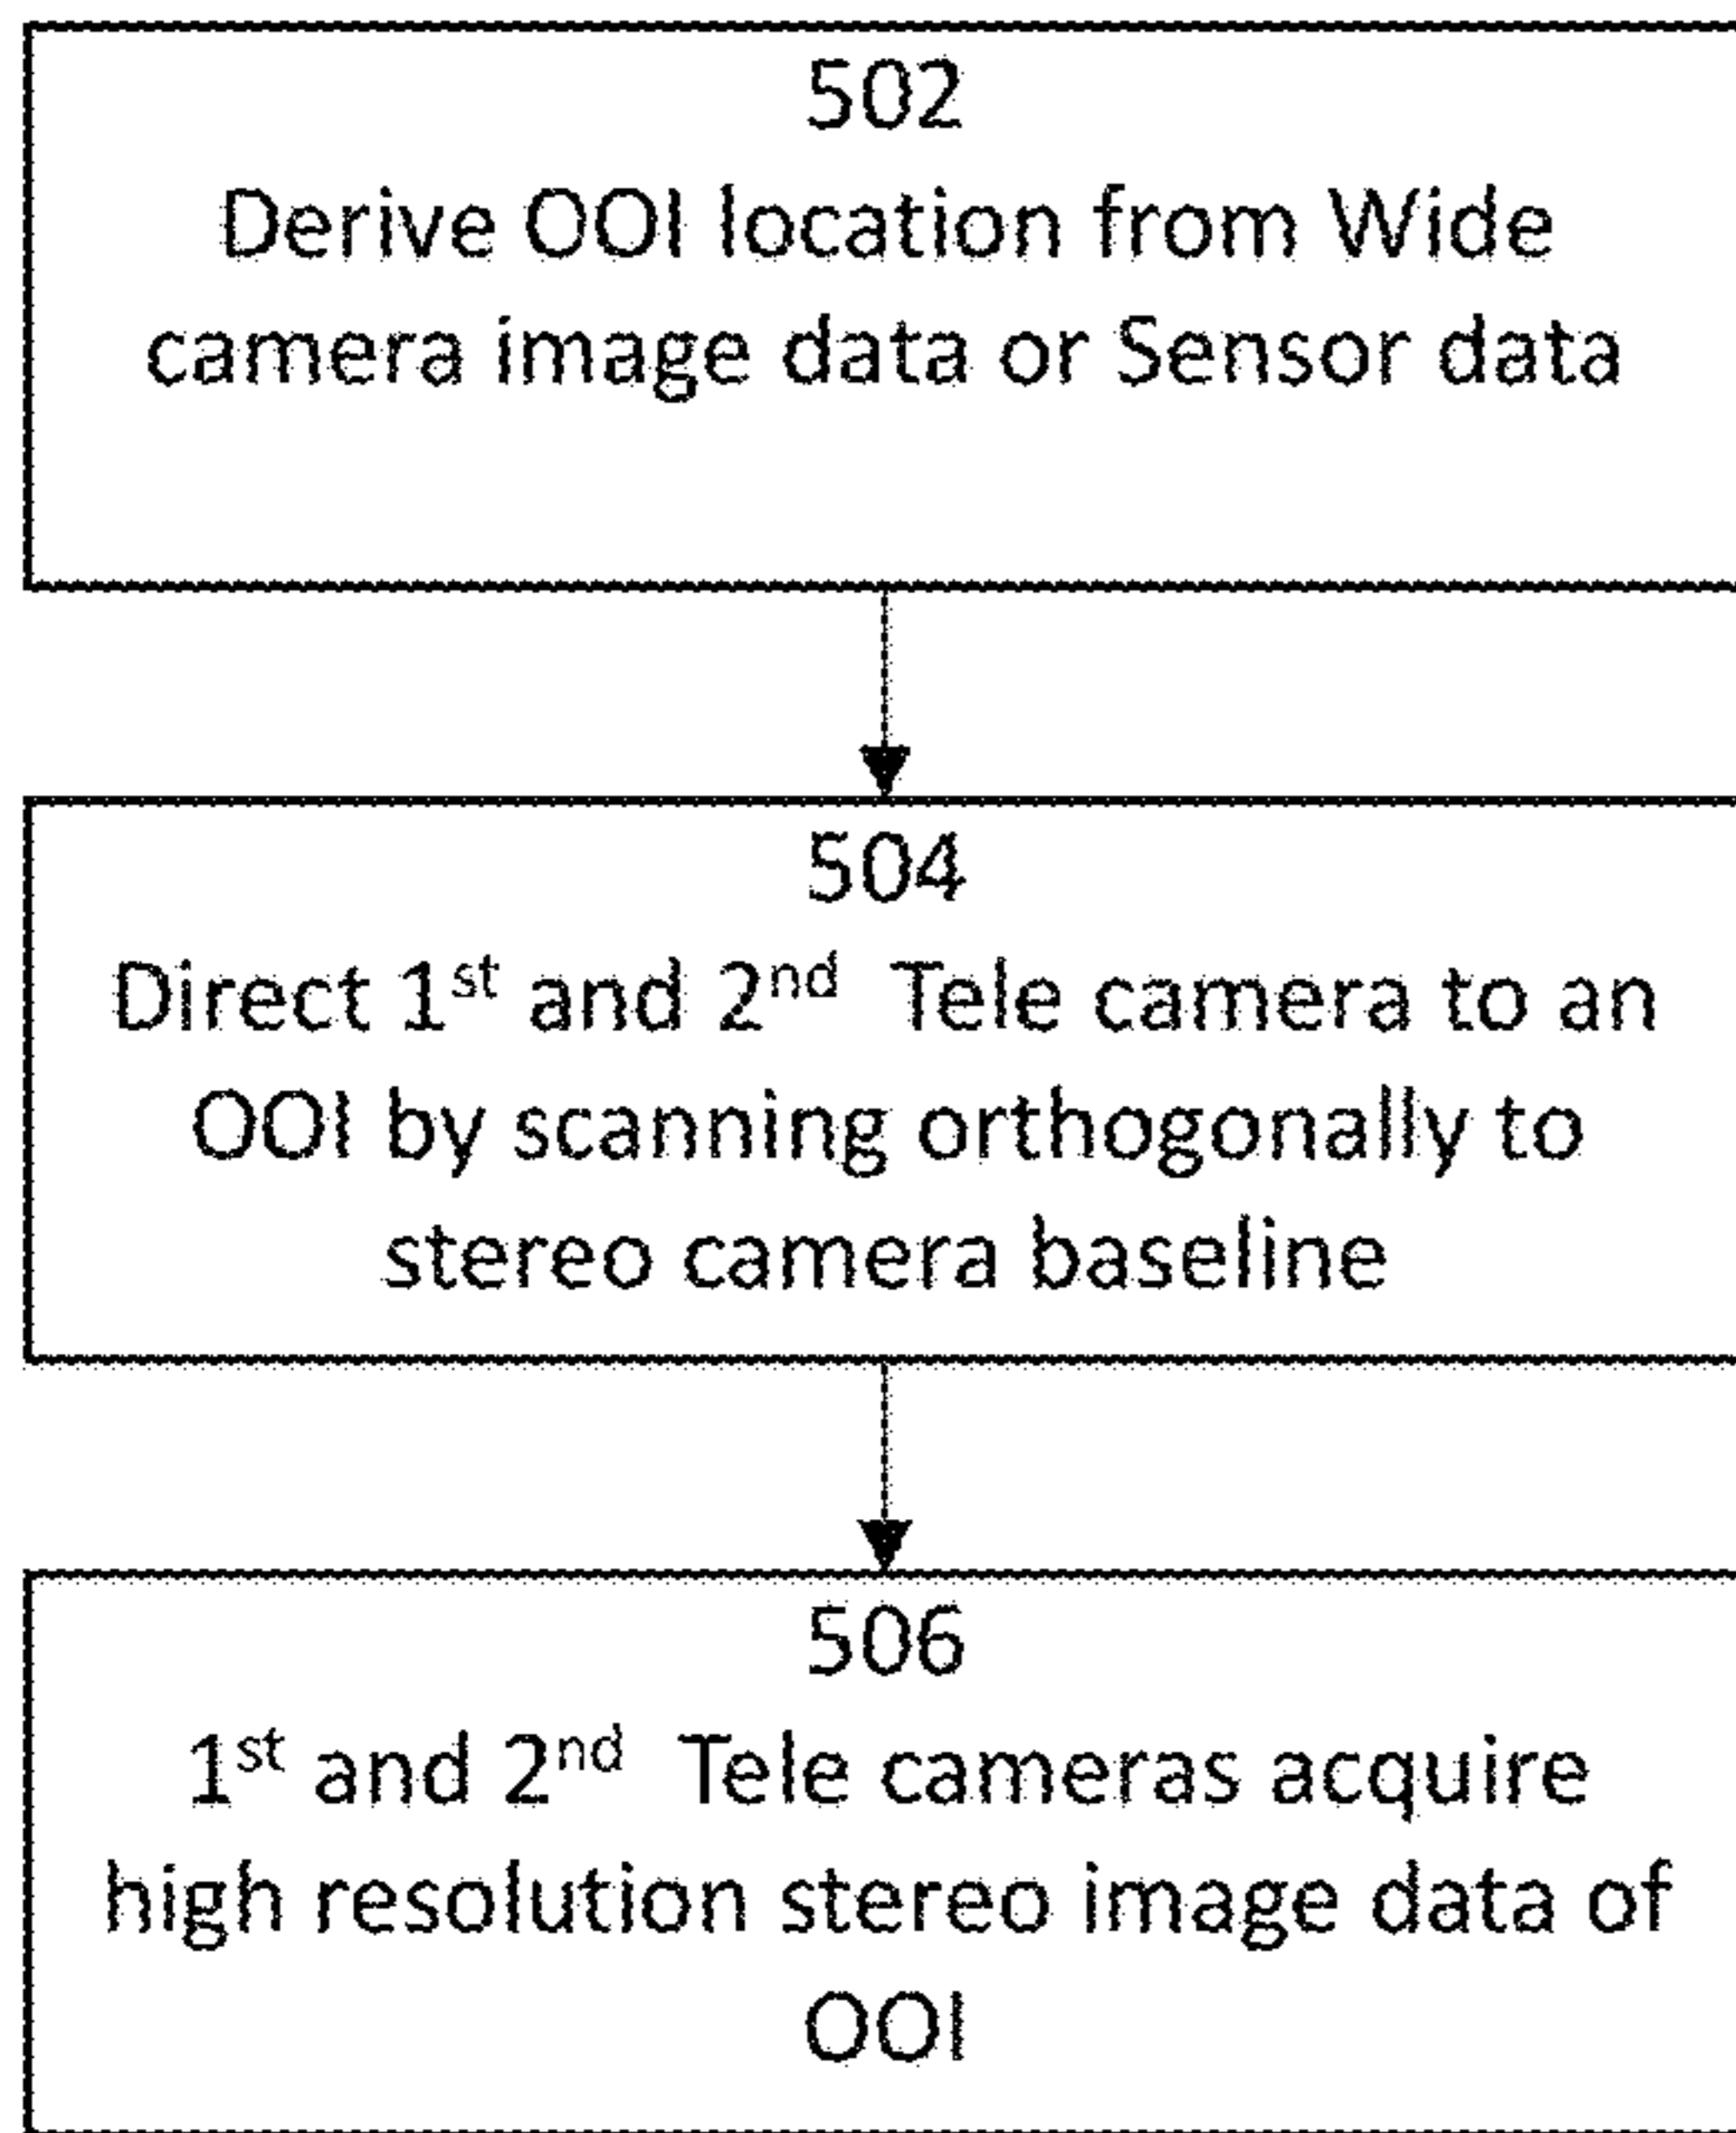 502
Derive OOI location from Wide
camera image data or Sensor data
504
Direct 1st and 2nd Tele camera to an
OOI by scanning orthogonally to
stereo camera baseline
506
1st and 2nd Tele cameras acquire
high resolution stereo image data of
OOI